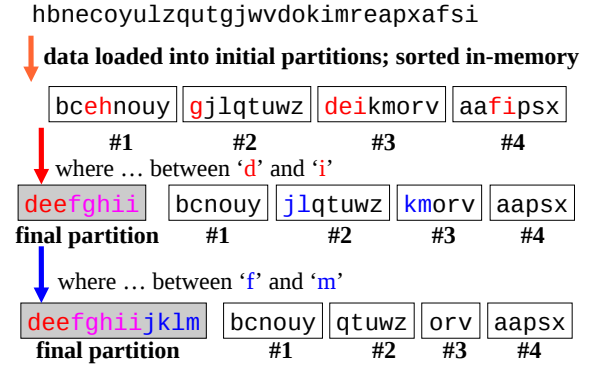 hbnecoyulzqutgjwvdokimreapxafsi
data loaded into initial partitions; sorted in-memory
bcehnouy gjlqtuwz deikmorv aafipsx
#1 #2 #3 #4
where … between ‘d’ and ‘i’
deefghii bcnouy jlqtuwz kmorv aapsx
final partition #1 #2 #3 #4
where … between ‘f’ and ‘m’
deefghiijklm bcnouy qtuwz orv aapsx
final partition #1 #2 #3 #4